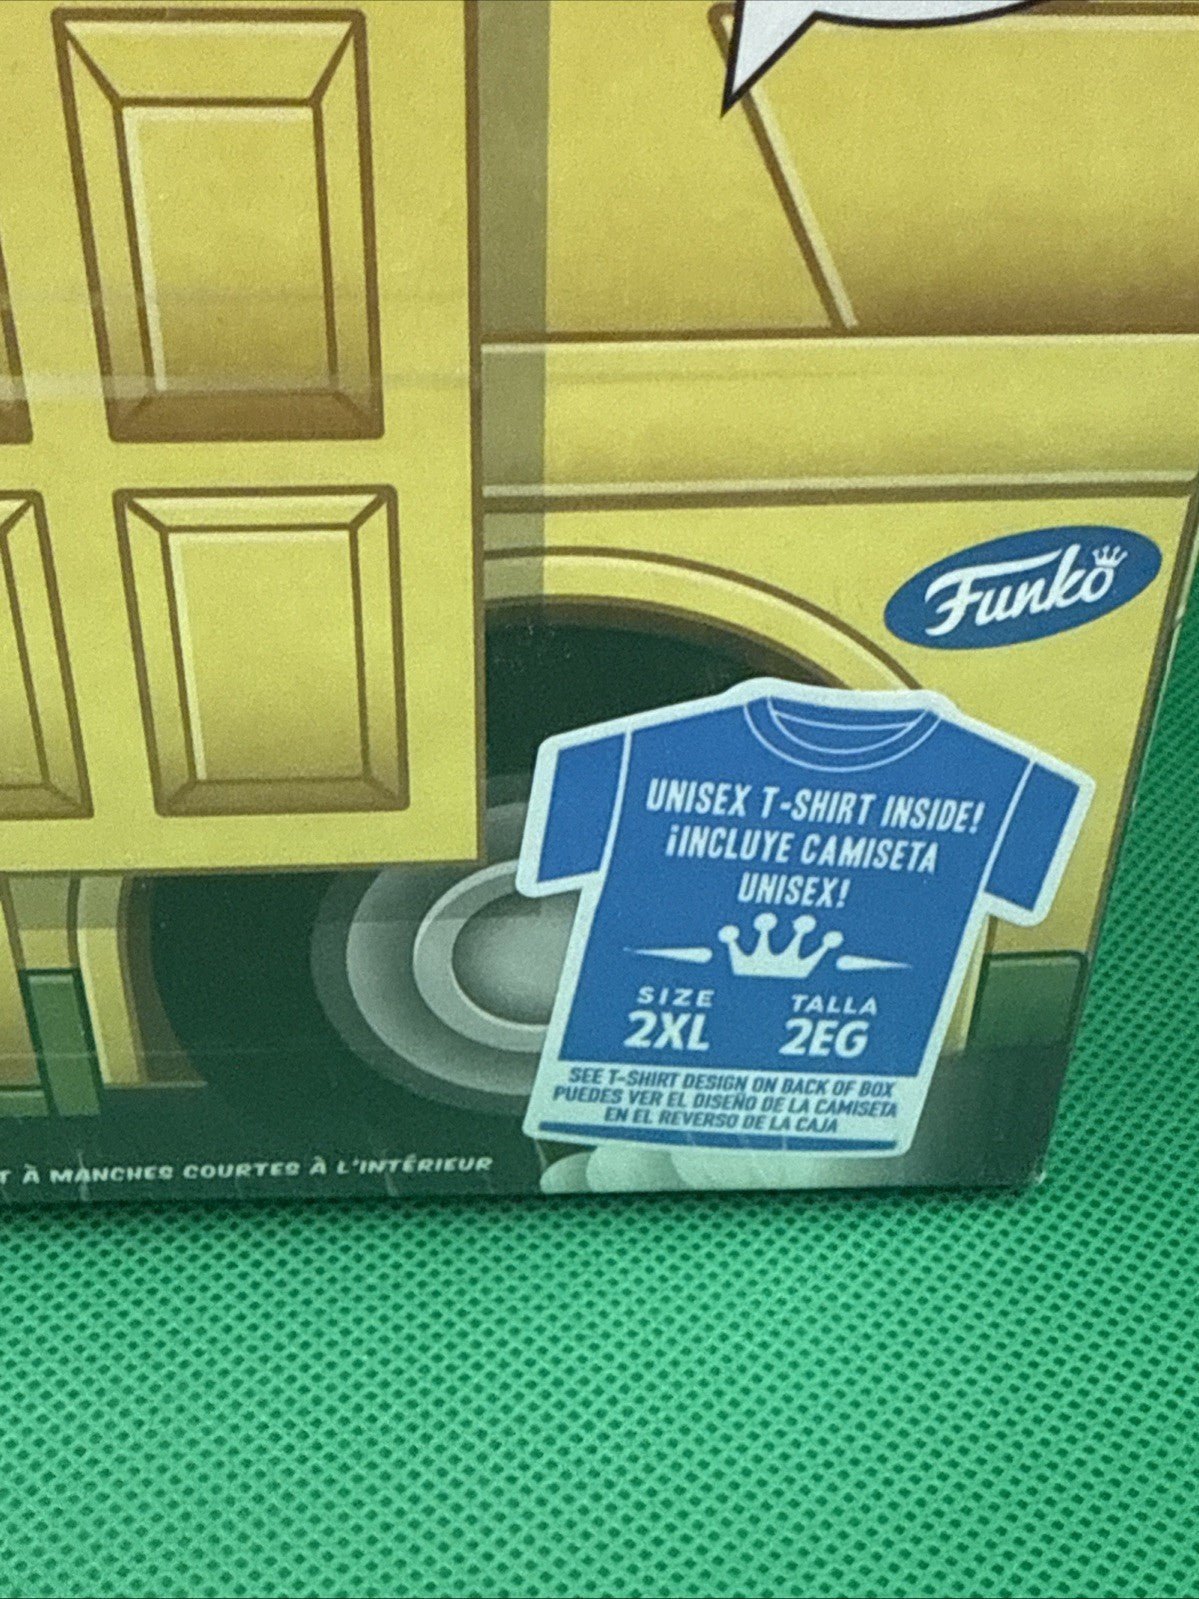 Funko
UNISEX T-SHIRT INSIDE!
¡INCLUYE CAMISETA
UNISEX!
SIZE TALLA
2XL 2EG
SEE T-SHIRT DESIGN ON BACK OF BOX
PUEDES VER EL DISEÑO DE LA CAMISETA
EN EL REVERSO DE LA CAJA
À MANCHES COURTES À L'INTÉRIEUR